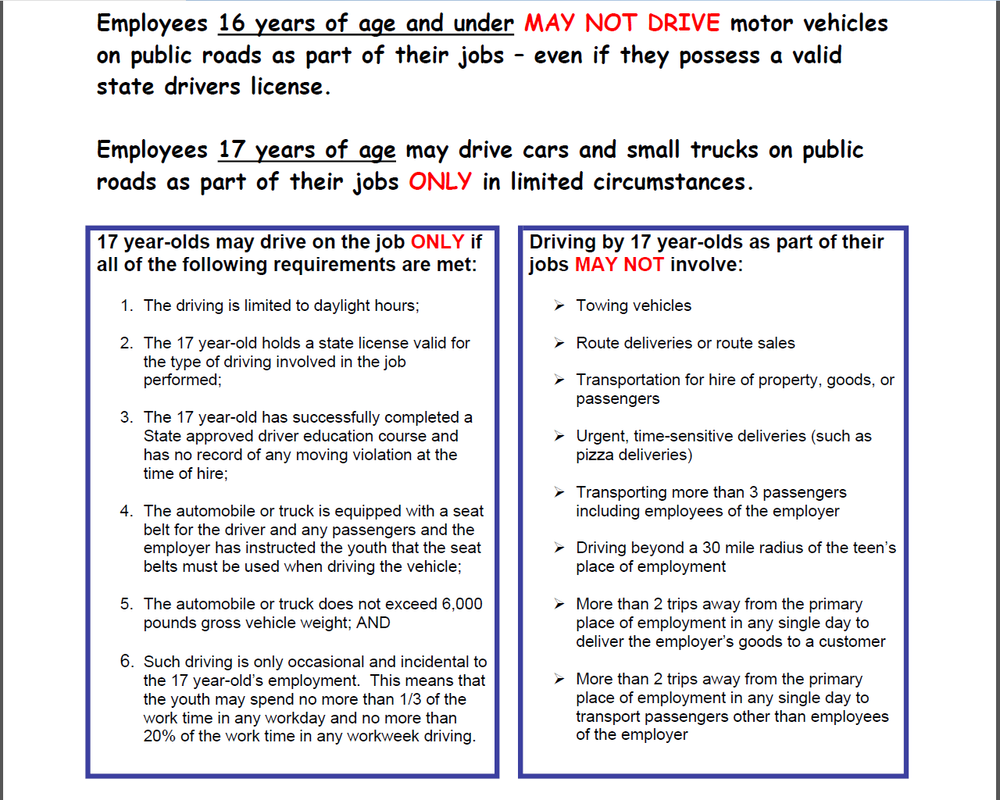 Employees 16 years of age and under MAY NOT DRIVE motor vehicles
on public roads as part of their jobs – even if they possess a valid
state drivers license.
Employees 17 years of age may drive cars and small trucks on public
roads as part of their jobs ONLY in limited circumstances.
17 year-olds may drive on the job ONLY if
all of the following requirements are met:
1. The driving is limited to daylight hours;
2. The 17 year-old holds a state license valid for
the type of driving involved in the job
performed;
3. The 17 year-old has successfully completed a
State approved driver education course and
has no record of any moving violation at the
time of hire;
4. The automobile or truck is equipped with a seat
belt for the driver and any passengers and the
employer has instructed the youth that the seat
belts must be used when driving the vehicle;
5. The automobile or truck does not exceed 6,000
pounds gross vehicle weight; AND
6. Such driving is only occasional and incidental to
the 17 year-old’s employment.  This means that
the youth may spend no more than 1/3 of the
work time in any workday and no more than
20% of the work time in any workweek driving.
Driving by 17 year-olds as part of their
jobs MAY NOT involve:
➢ Towing vehicles
➢ Route deliveries or route sales
➢ Transportation for hire of property, goods, or
passengers
➢ Urgent, time-sensitive deliveries (such as
pizza deliveries)
➢ Transporting more than 3 passengers
including employees of the employer
➢ Driving beyond a 30 mile radius of the teen’s
place of employment
➢ More than 2 trips away from the primary
place of employment in any single day to
deliver the employer’s goods to a customer
➢ More than 2 trips away from the primary
place of employment in any single day to
transport passengers other than employees
of the employer